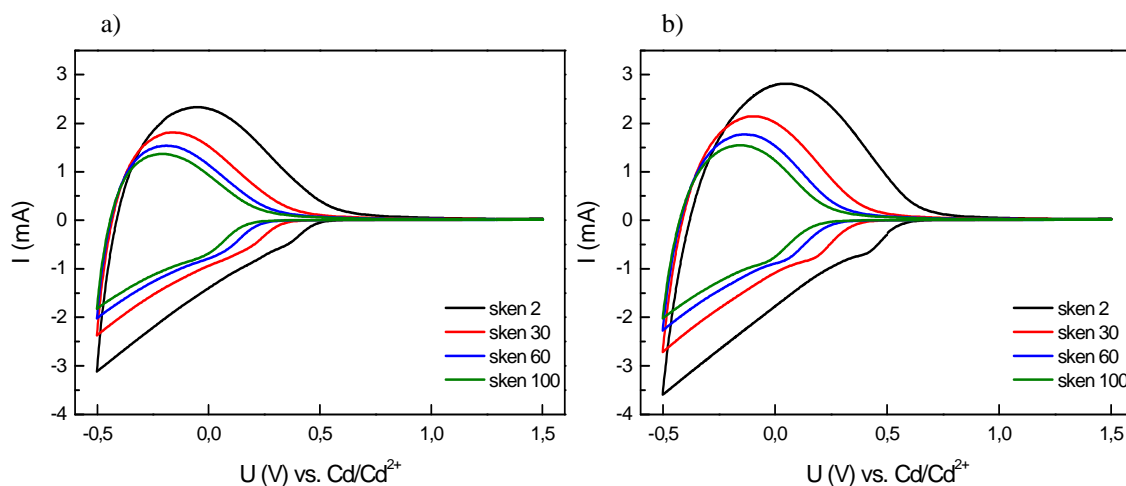 a)
I (mA)
3
2
1
0
-1
-2
-3
-4
-0,5 0,0 0,5 1,0 1,5
U (V) vs. Cd/Cd²⁺
sken 2
sken 30
sken 60
sken 100
b)
I (mA)
3
2
1
0
-1
-2
-3
-4
-0,5 0,0 0,5 1,0 1,5
U (V) vs. Cd/Cd²⁺
sken 2
sken 30
sken 60
sken 100